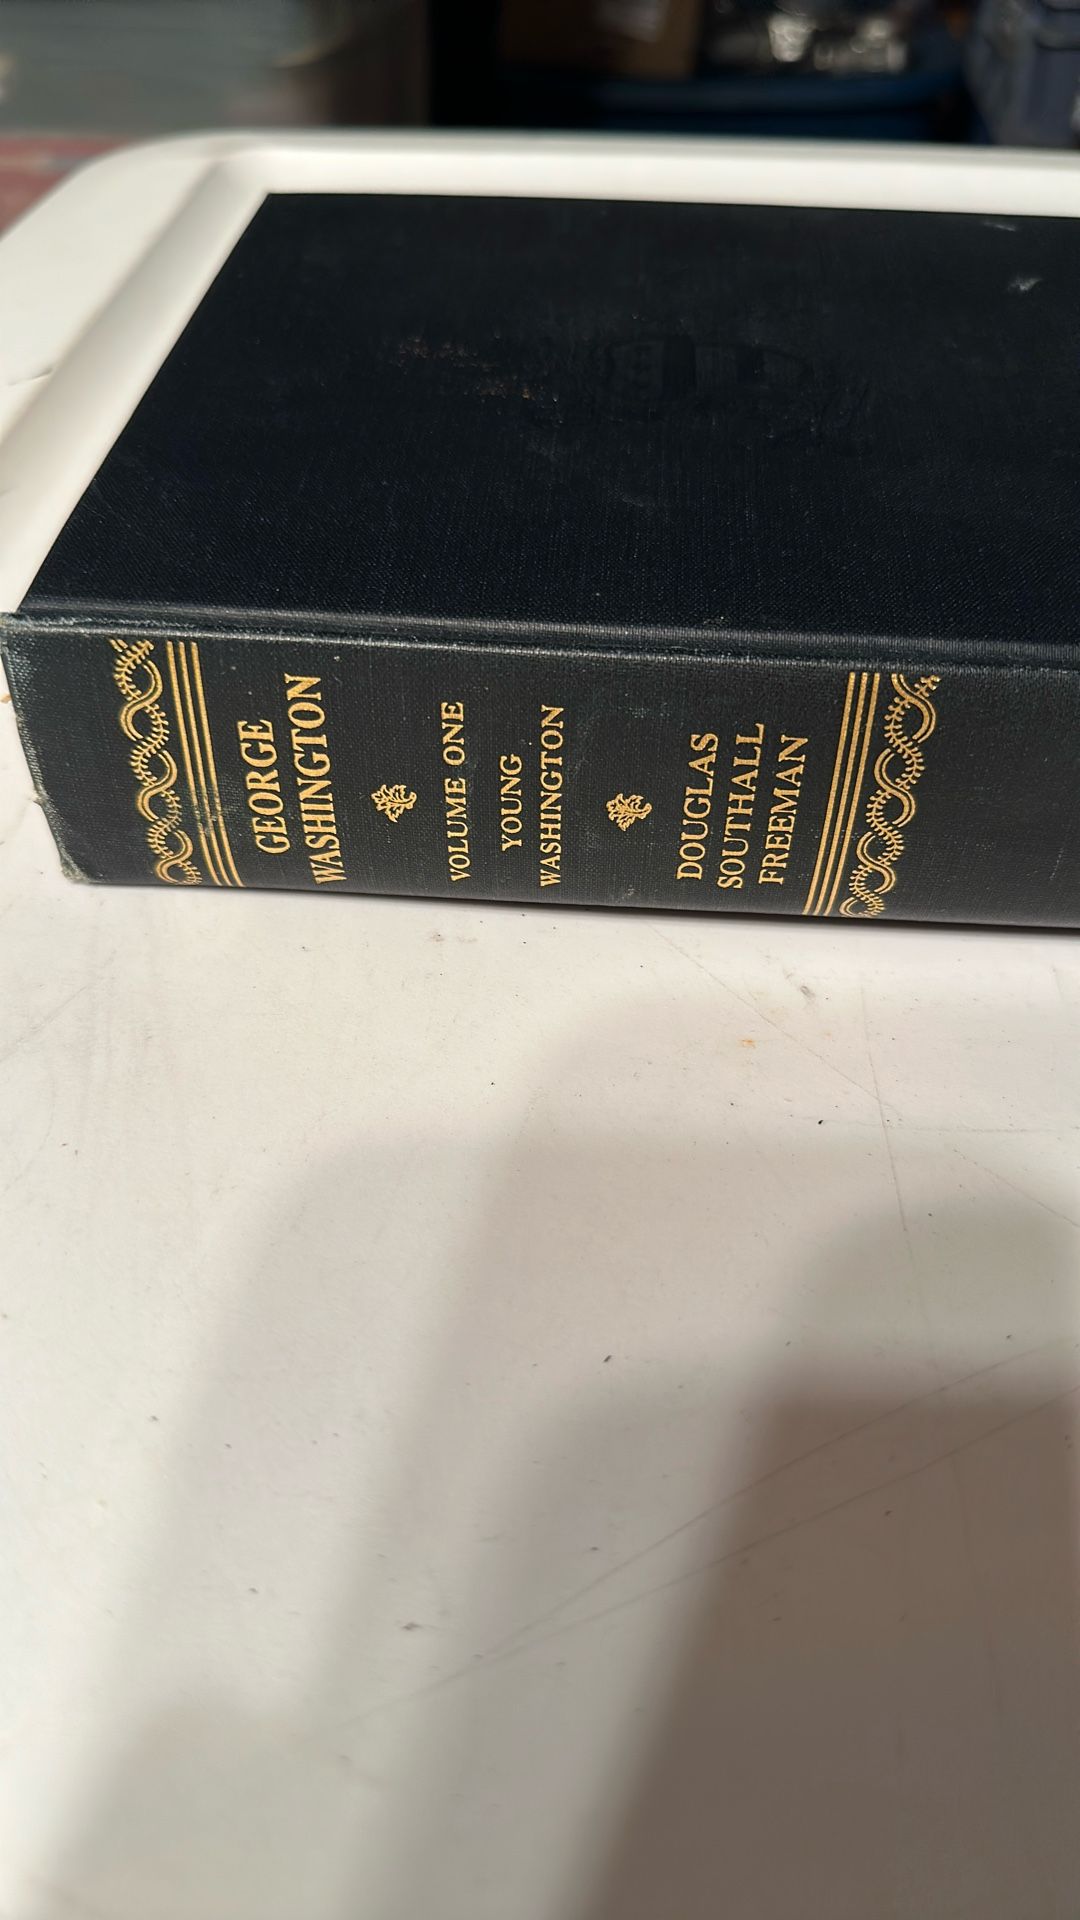 GEORGE
WASHINGTON
VOLUME ONE
YOUNG
WASHINGTON
DOUGLAS
SOUTHALL
FREEMAN